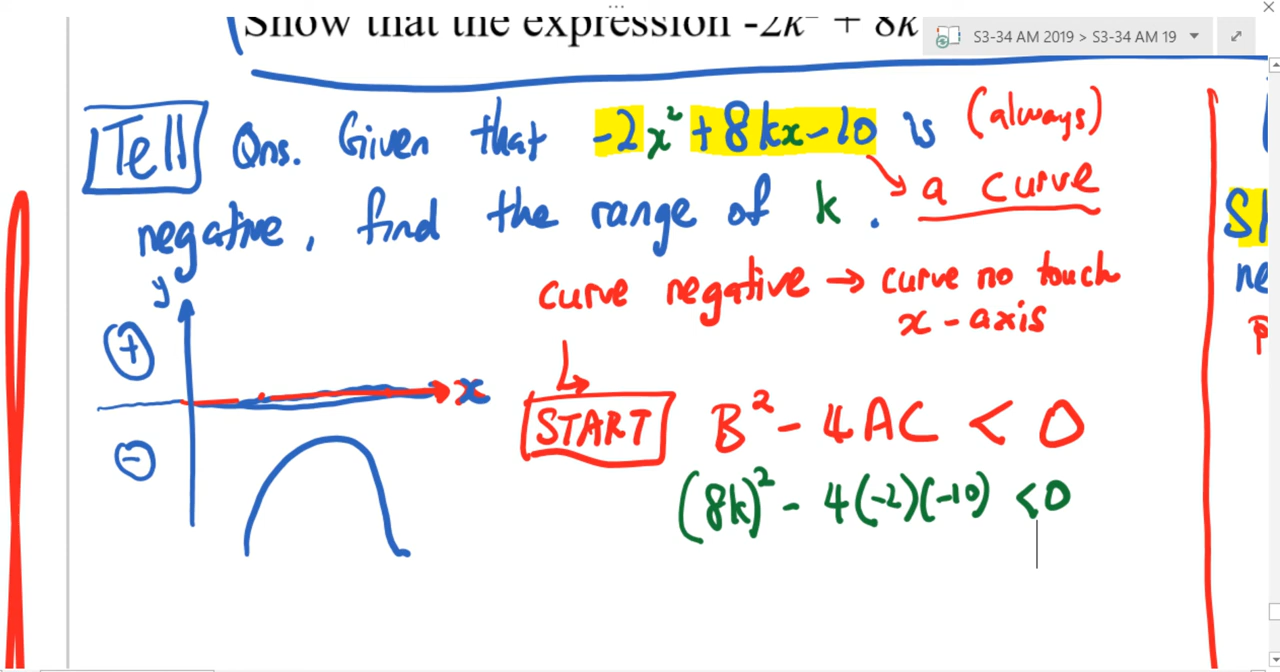 Show that the expression -2k² + 8k
S3-34 AM 2019 > S3-34 AM 19
Tell Qns. Given that -2x² + 8kx - 10 is (always)
negative, find the range of k. a curve
curve negative → curve no touch
x - axis
y
+
x
-
START B² - 4AC < 0
(8k)² - 4(-2)(-10) < 0